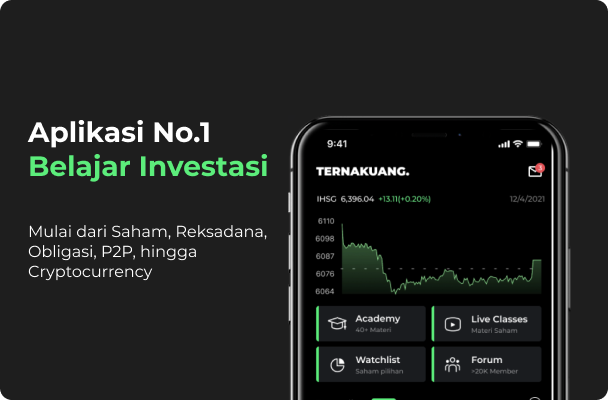 Aplikasi No.1
Belajar Investasi
Mulai dari Saham, Reksadana,
Obligasi, P2P, hingga
Cryptocurrency
9:41
TERNAKUANG.
3
IHSG 6,396.04 +13.11(+0.20%) 12/4/2021
6110
6098
6087
6076
6064
Academy
40+ Materi
Live Classes
Materi Saham
Watchlist
Saham pilihan
Forum
>20K Member